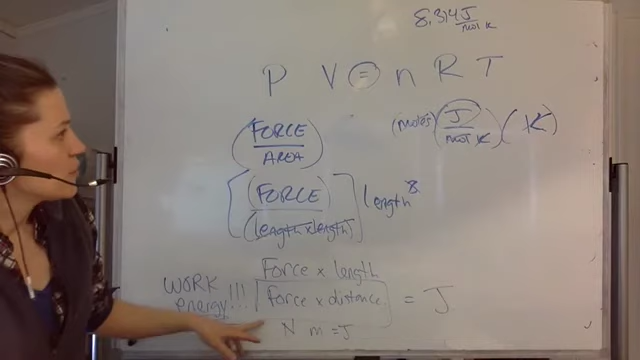 8.314 J
mol K
P V = n R T
(FORCE
AREA)
(moles) (J
mol K) (K)
[(FORCE)
(length x length)] length³
Force x length
WORK
energy!!!
Force x distance = J
N m = J